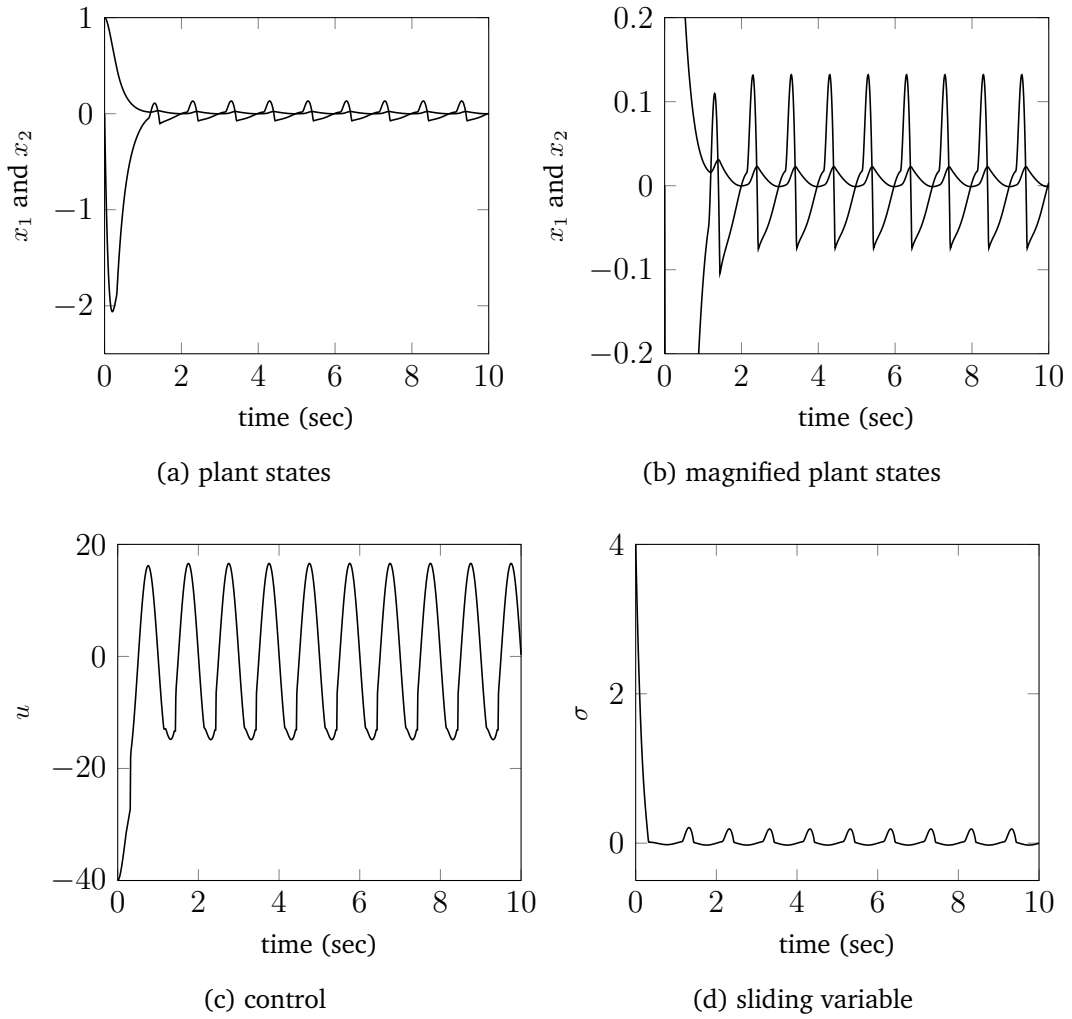 1
0
−1
−2
0 2 4 6 8 10
x₁ and x₂
time (sec)
(a) plant states
0.2
0.1
0
−0.1
−0.2
0 2 4 6 8 10
x₁ and x₂
time (sec)
(b) magnified plant states
20
0
−20
−40
0 2 4 6 8 10
u
time (sec)
(c) control
4
2
0
0 2 4 6 8 10
σ
time (sec)
(d) sliding variable